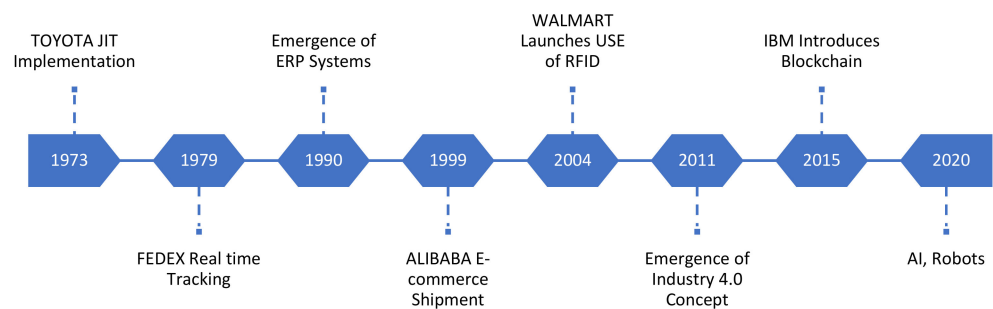 TOYOTA JIT
Implementation
Emergence of
ERP Systems
WALMART
Launches USE
of RFID
IBM Introduces
Blockchain
1973
1979
1990
1999
2004
2011
2015
2020
FEDEX Real time
Tracking
ALIBABA E-
commerce
Shipment
Emergence of
Industry 4.0
Concept
AI, Robots